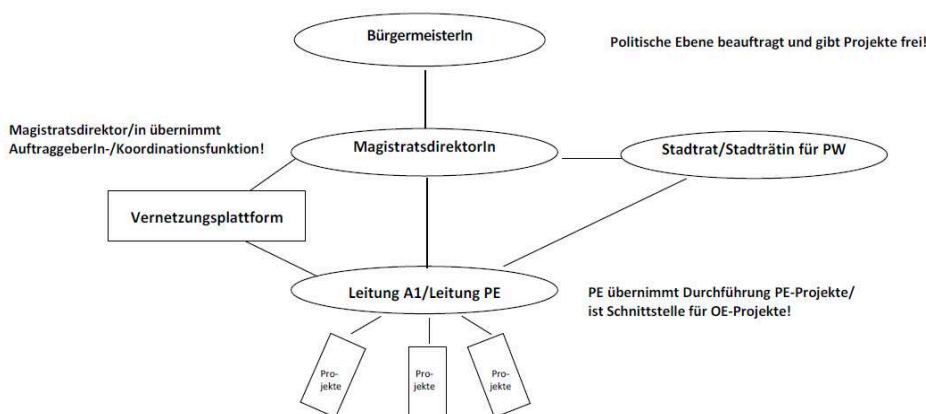 BürgermeisterIn
Politische Ebene beauftragt und gibt Projekte frei!
Magistratsdirektor/in übernimmt
AuftraggeberIn-/Koordinationsfunktion!
MagistratsdirektorIn
Stadtrat/Stadträtin für PW
Vernetzungsplattform
Leitung A1/Leitung PE
PE übernimmt Durchführung PE-Projekte/
ist Schnittstelle für OE-Projekte!
Pro-
jekte
Pro-
jekte
Pro-
jekte